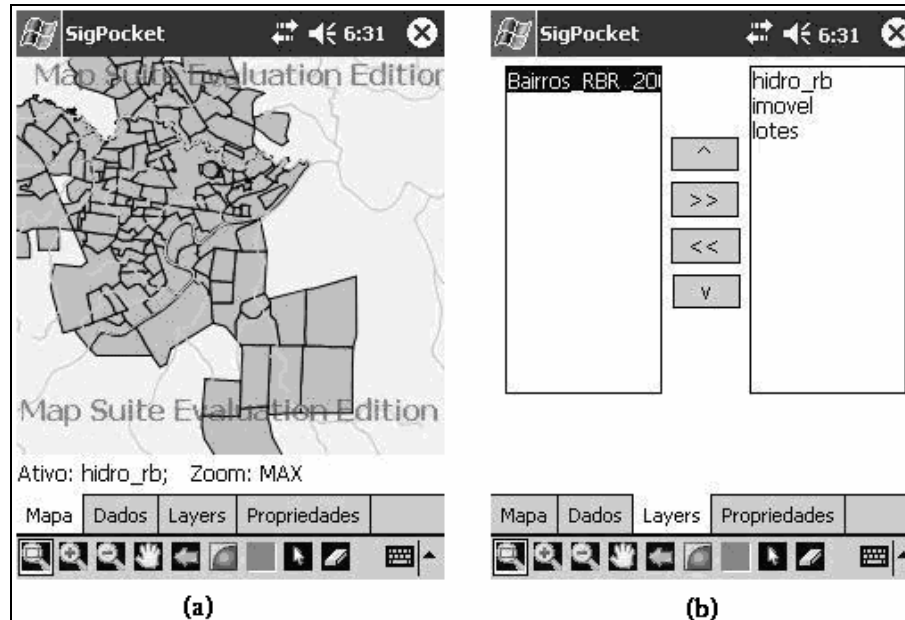 SigPocket 6:31
Map Suite Evaluation Edition
Map Suite Evaluation Edition
Ativo: hidro_rb; Zoom: MAX
Mapa Dados Layers Propriedades
(a)
SigPocket 6:31
Bairros_RBR_20
hidro_rb
imovel
lotes
^
>>
<<
v
Mapa Dados Layers Propriedades
(b)